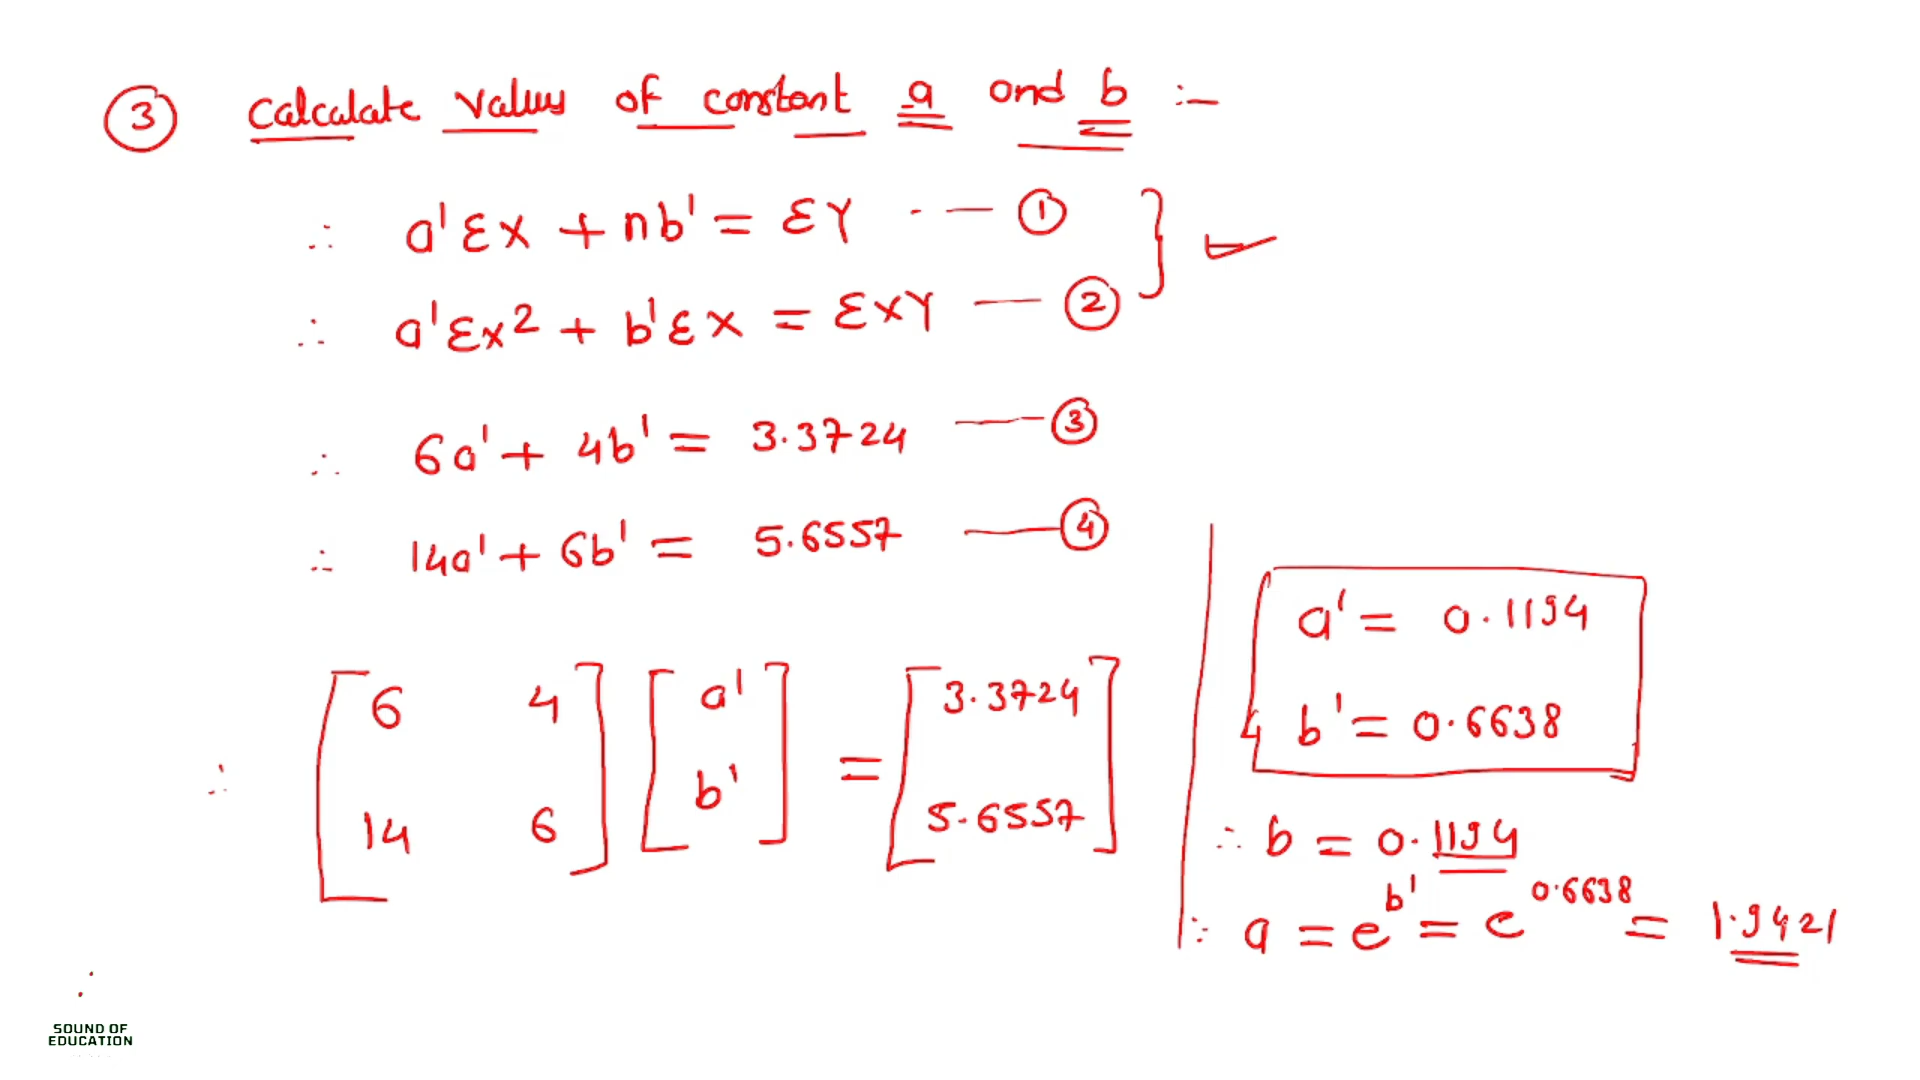 ③ Calculate values of constant a and b :-
∴ a'ΣX + nb' = ΣY --- ①
∴ a'Σx2 + b'ΣX = ΣXY — ②
∴ 6a' + 4b' = 3.3724 — ③
∴ 14a' + 6b' = 5.6557 — ④
∴ [6 4 [a' = [3.3724
14 6] b'] 5.6557]
a' = 0.1194
b' = 0.6638
∴ b = 0.1194
∴ a = e^b' = e^0.6638 = 1.9421
SOUND OF
EDUCATION